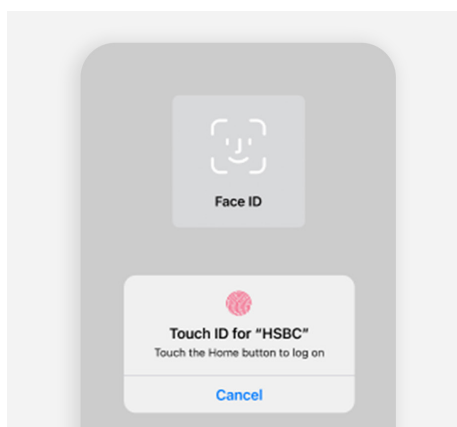 Face ID
Touch ID for “HSBC”
Touch the Home button to log on
Cancel